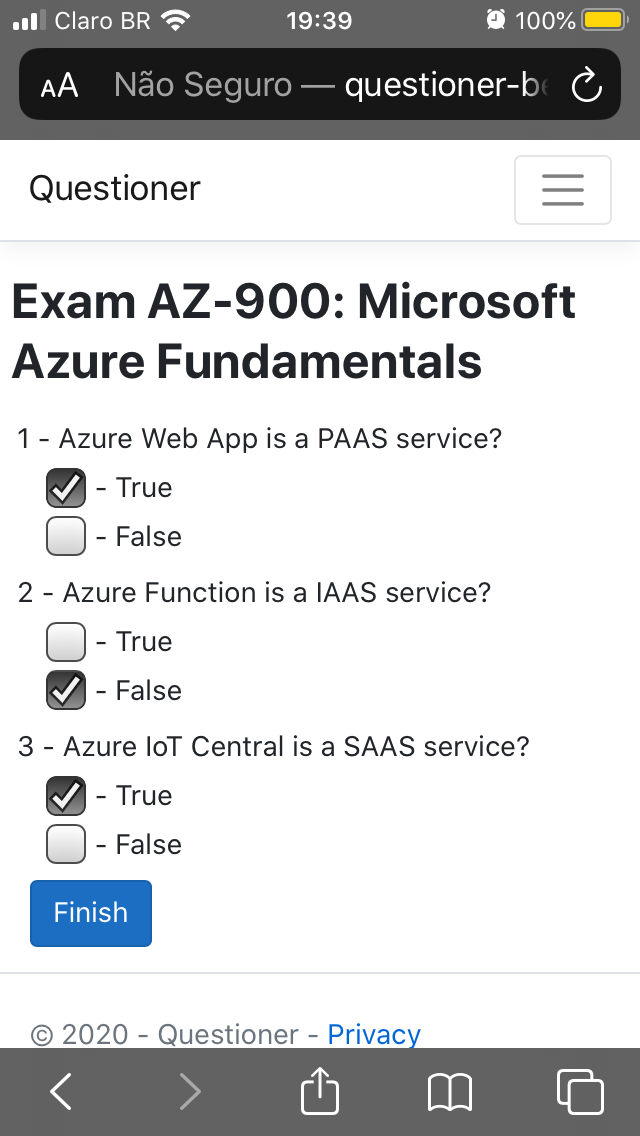 Claro BR 19:39 100%
AA Não Seguro — questioner-be
Questioner
Exam AZ-900: Microsoft
Azure Fundamentals
1 - Azure Web App is a PAAS service?
- True
- False
2 - Azure Function is a IAAS service?
- True
- False
3 - Azure IoT Central is a SAAS service?
- True
- False
Finish
© 2020 - Questioner - Privacy